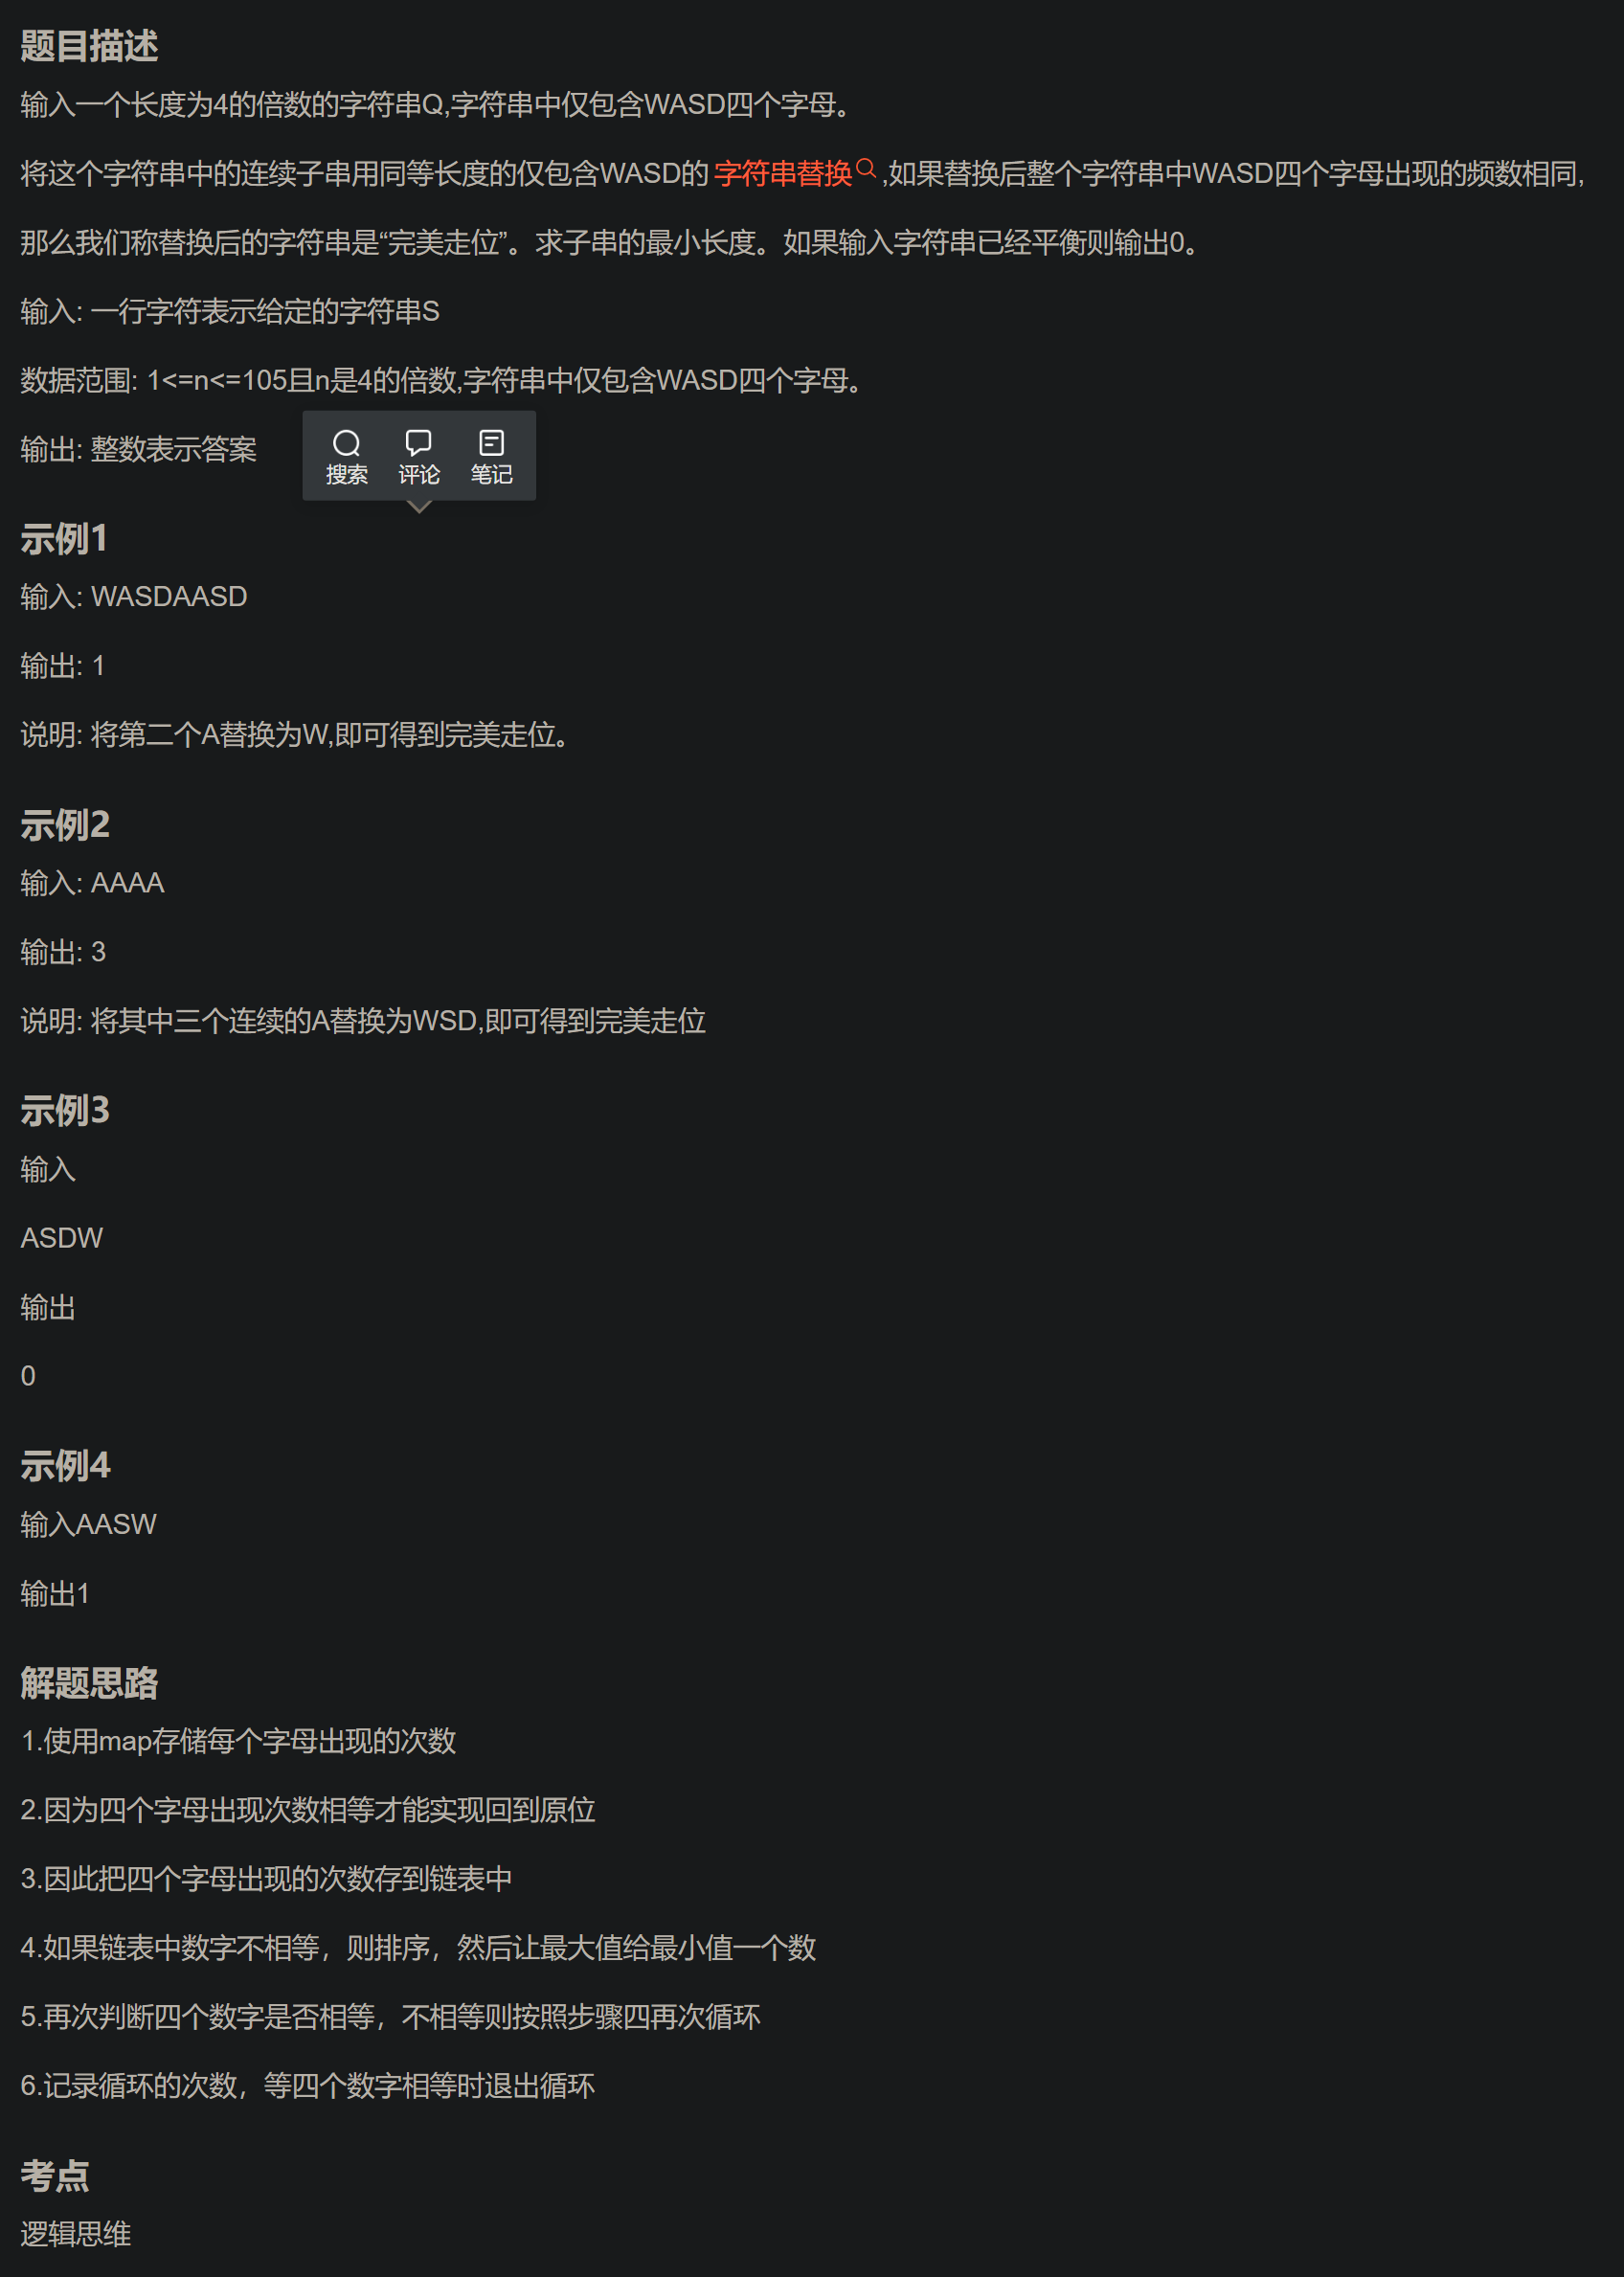 题目描述
输入一个长度为4的倍数的字符串Q,字符串中仅包含WASD四个字母。
将这个字符串中的连续子串用同等长度的仅包含WASD的 字符串替换 ,如果替换后整个字符串中WASD四个字母出现的频数相同,
那么我们称替换后的字符串是“完美走位”。求子串的最小长度。如果输入字符串已经平衡则输出0。
输入: 一行字符表示给定的字符串S
数据范围: 1<=n<=105且n是4的倍数,字符串中仅包含WASD四个字母。
输出: 整数表示答案
搜索 评论 笔记
示例1
输入: WASDAASD
输出: 1
说明: 将第二个A替换为W,即可得到完美走位。
示例2
输入: AAAA
输出: 3
说明: 将其中三个连续的A替换为WSD,即可得到完美走位
示例3
输入
ASDW
输出
0
示例4
输入AASW
输出1
解题思路
1.使用map存储每个字母出现的次数
2.因为四个字母出现次数相等才能实现回到原位
3.因此把四个字母出现的次数存到链表中
4.如果链表中数字不相等，则排序，然后让最大值给最小值一个数
5.再次判断四个数字是否相等，不相等则按照步骤四再次循环
6.记录循环的次数，等四个数字相等时退出循环
考点
逻辑思维